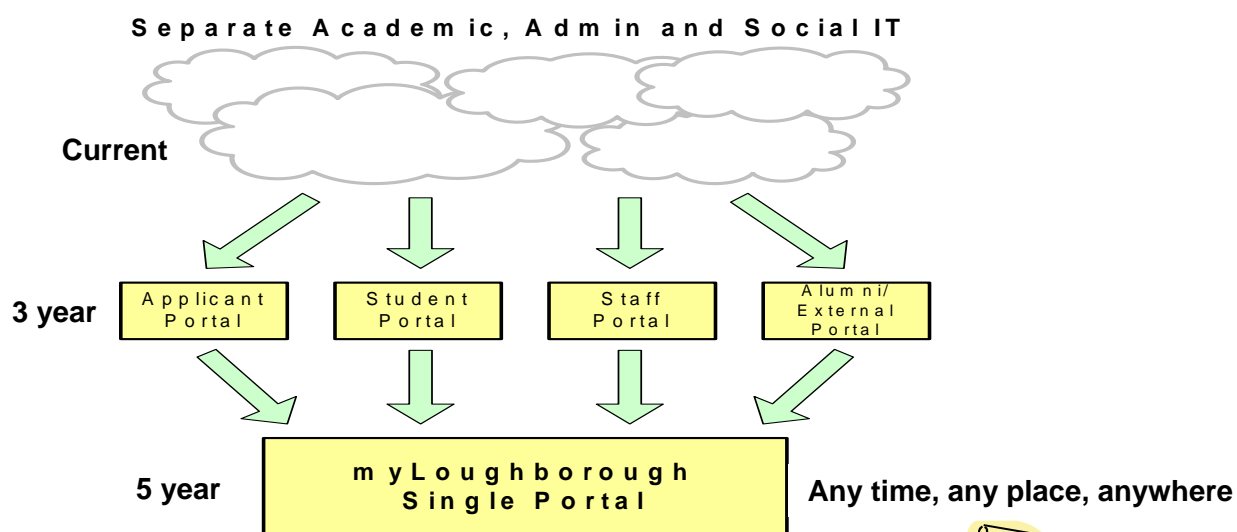 Separate Academic, Admin and Social IT
Current
3 year
Applicant
Portal
Student
Portal
Staff
Portal
Alumni/
External
Portal
5 year
myLoughborough
Single Portal
Any time, any place, anywhere